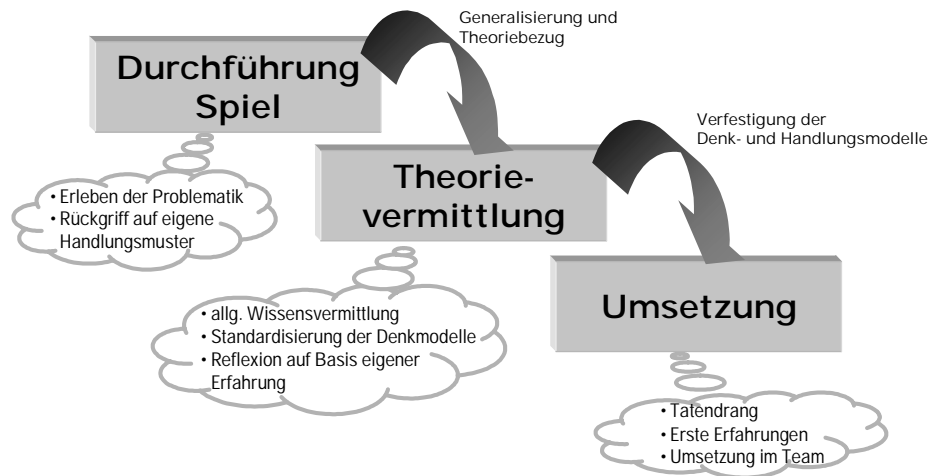 Generalisierung und
Theoriebezug
Durchführung
Spiel
Verfestigung der
Denk- und Handlungsmodelle
• Erleben der Problematik
• Rückgriff auf eigene
Handlungsmuster
Theorie-
vermittlung
• allg. Wissensvermittlung
• Standardisierung der Denkmodelle
• Reflexion auf Basis eigener
Erfahrung
Umsetzung
• Tatendrang
• Erste Erfahrungen
• Umsetzung im Team